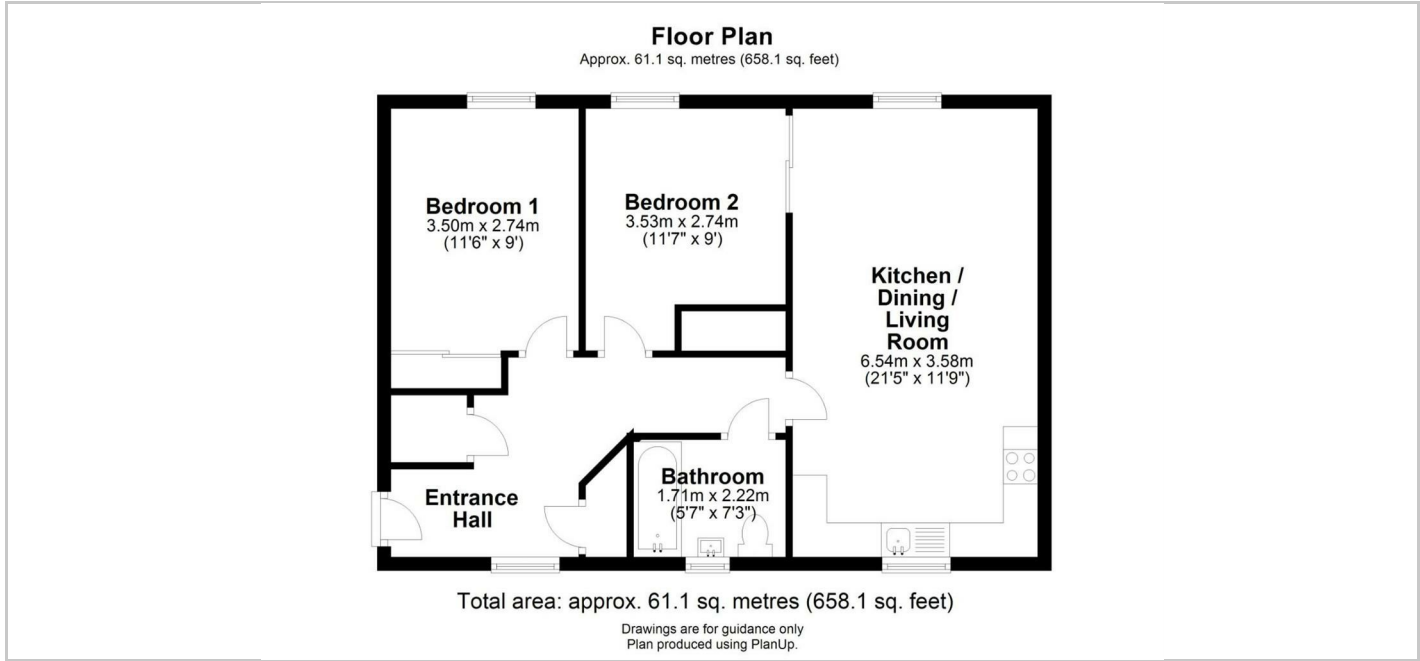 Floor Plan
Approx. 61.1 sq. metres (658.1 sq. feet)
Bedroom 1
3.50m x 2.74m
(11'6" x 9')
Bedroom 2
3.53m x 2.74m
(11'7" x 9')
Kitchen /
Dining /
Living
Room
6.54m x 3.58m
(21'5" x 11'9")
Entrance
Hall
Bathroom
1.71m x 2.22m
(5'7" x 7'3")
Total area: approx. 61.1 sq. metres (658.1 sq. feet)
Drawings are for guidance only
Plan produced using PlanUp.